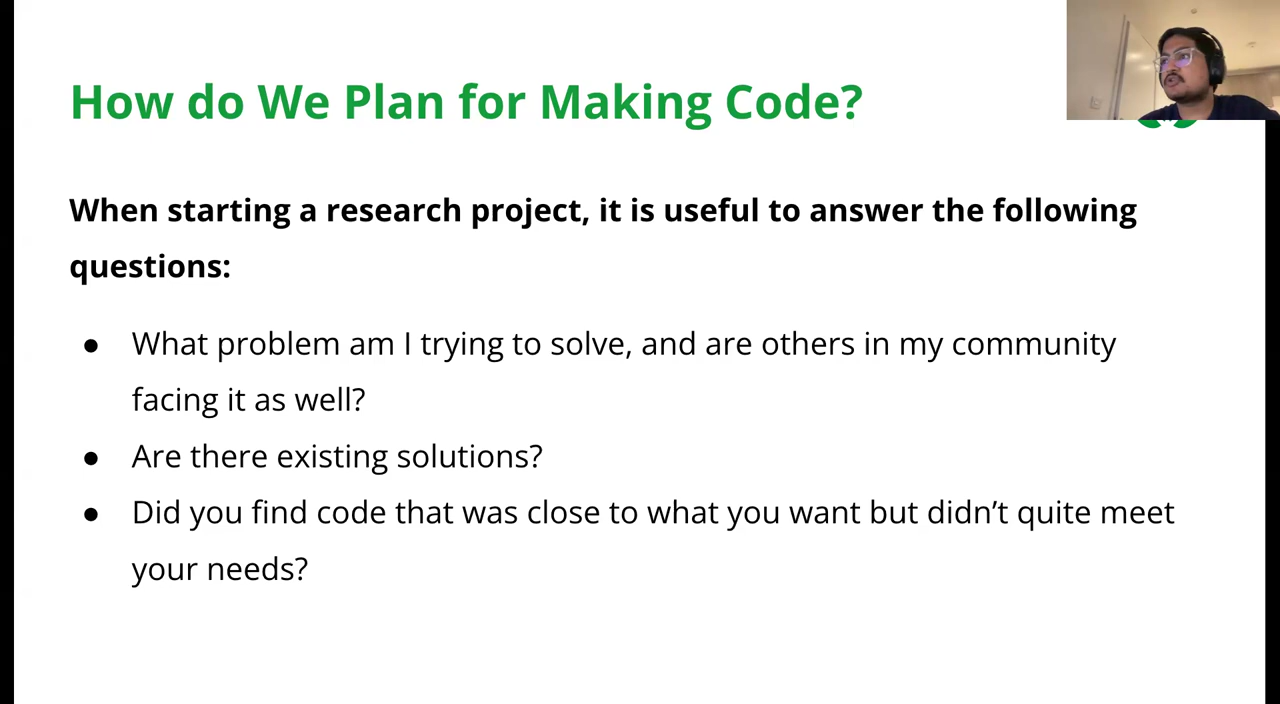 How do We Plan for Making Code?
When starting a research project, it is useful to answer the following
questions:
● What problem am I trying to solve, and are others in my community
facing it as well?
● Are there existing solutions?
● Did you find code that was close to what you want but didn’t quite meet
your needs?